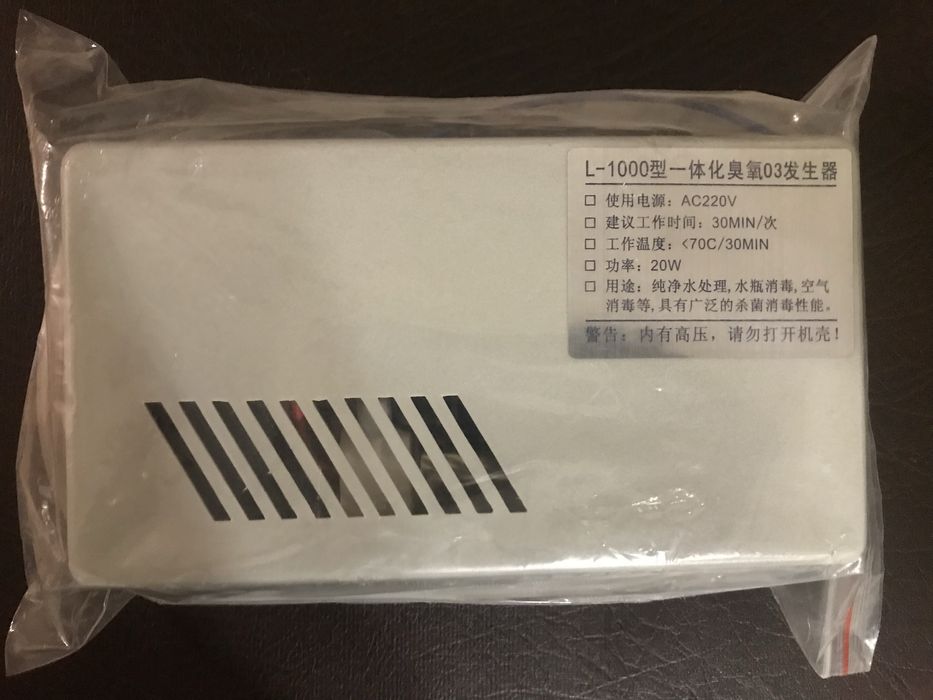 L-1000型一体化臭氧03发生器
□ 使用电源：AC220V
□ 建议工作时间：30MIN/次
□ 工作温度：<70C/30MIN
□ 功率：20W
□ 用途：纯净水处理,水瓶消毒,空气
消毒等,具有广泛的杀菌消毒性能。
警告：内有高压，请勿打开机壳！